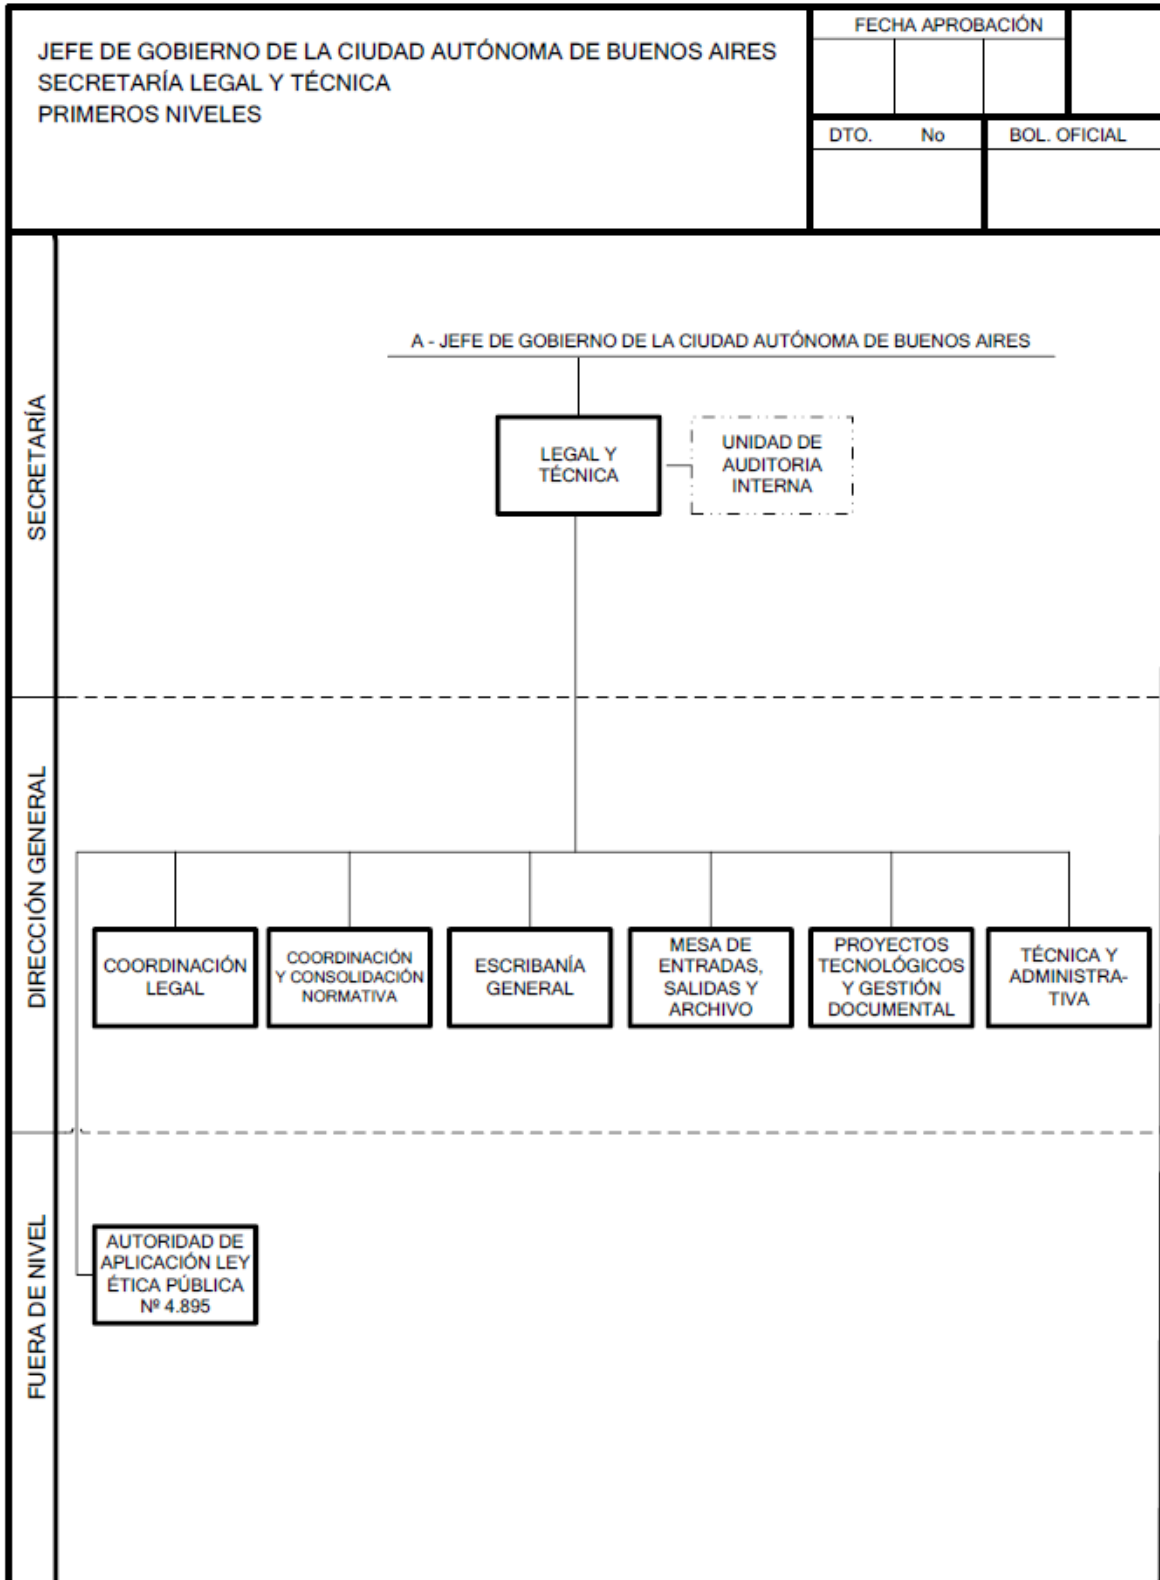 JEFE DE GOBIERNO DE LA CIUDAD AUTÓNOMA DE BUENOS AIRES
SECRETARÍA LEGAL Y TÉCNICA
PRIMEROS NIVELES
FECHA APROBACIÓN
DTO. No
BOL. OFICIAL
SECRETARÍA
A - JEFE DE GOBIERNO DE LA CIUDAD AUTÓNOMA DE BUENOS AIRES
LEGAL Y
TÉCNICA
UNIDAD DE
AUDITORIA
INTERNA
DIRECCIÓN GENERAL
COORDINACIÓN
LEGAL
COORDINACIÓN
Y CONSOLIDACIÓN
NORMATIVA
ESCRIBANÍA
GENERAL
MESA DE
ENTRADAS,
SALIDAS Y
ARCHIVO
PROYECTOS
TECNOLÓGICOS
Y GESTIÓN
DOCUMENTAL
TÉCNICA Y
ADMINISTRA-
TIVA
FUERA DE NIVEL
AUTORIDAD DE
APLICACIÓN LEY
ÉTICA PÚBLICA
Nº 4.895